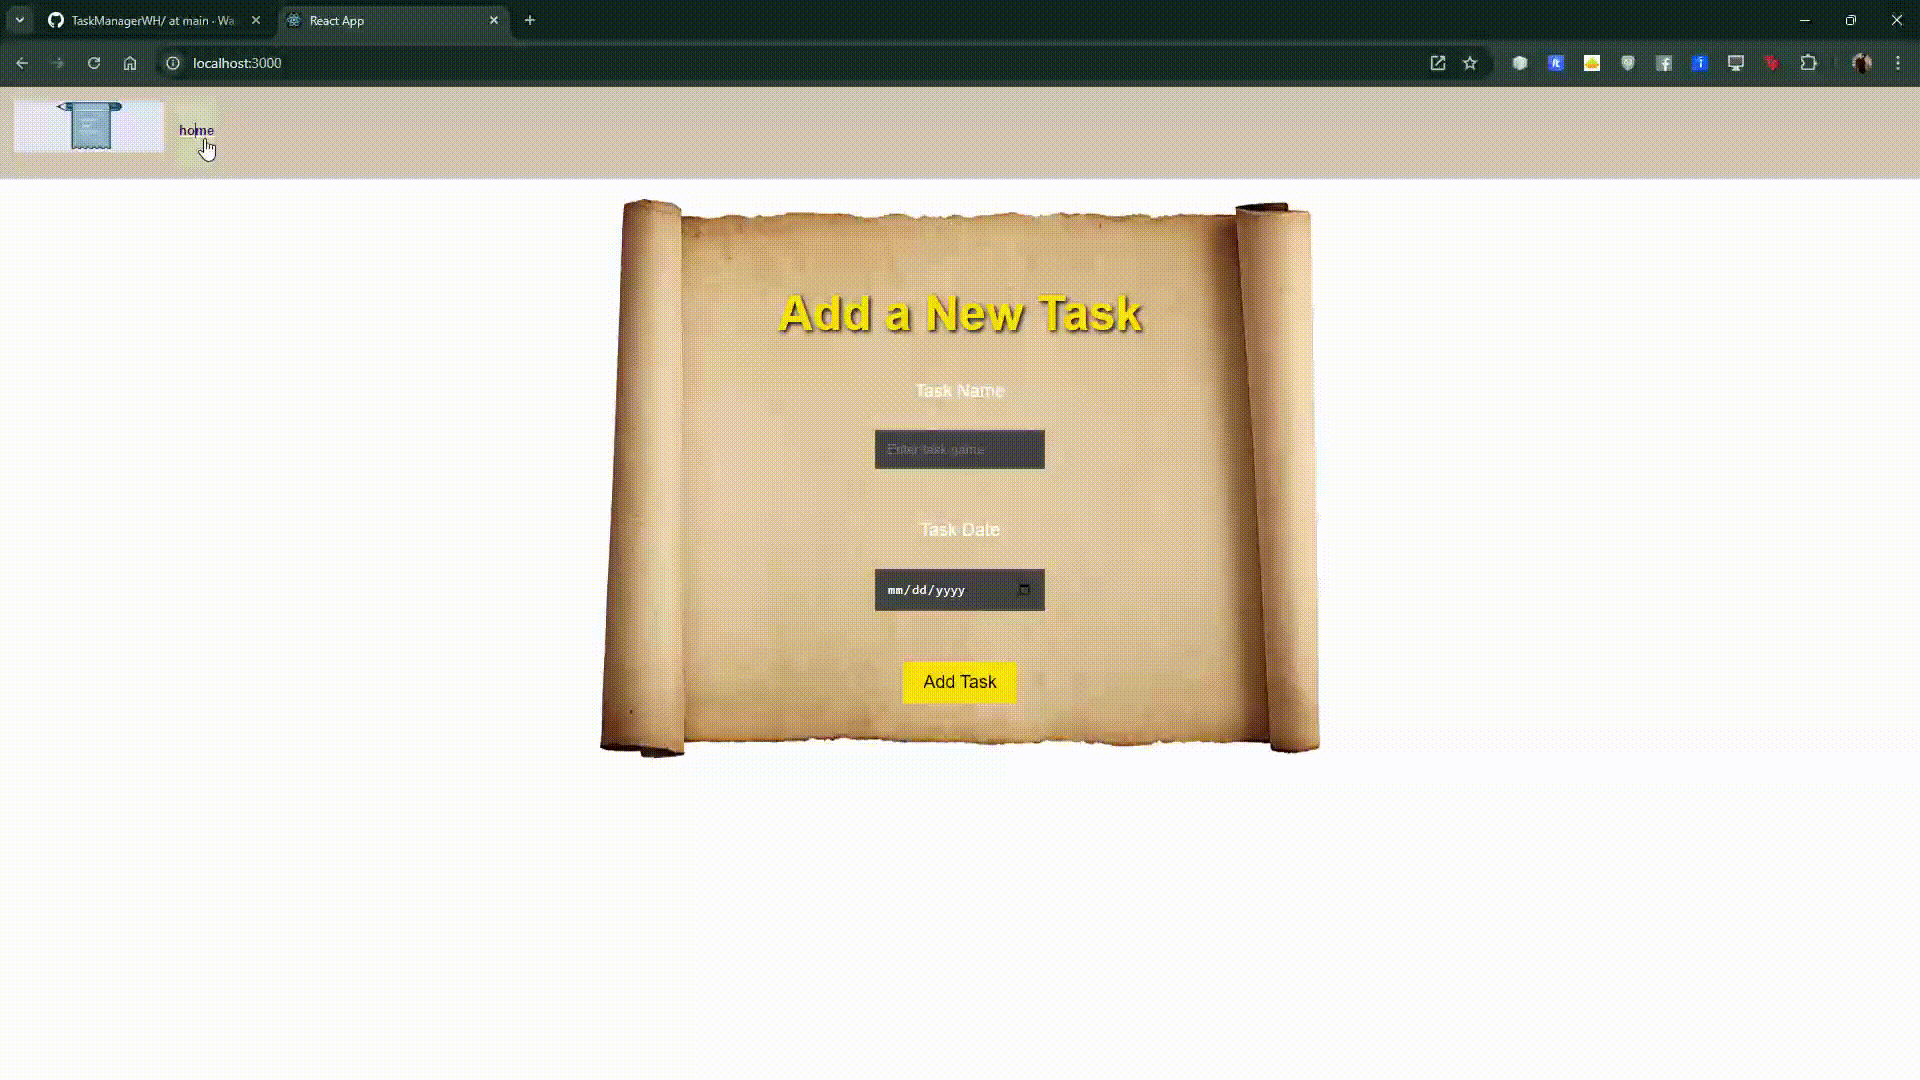 TaskManagerWH/ at main · Wa
React App
localhost:3000
home
Add a New Task
Task Name
Enter task name
Task Date
mm/dd/yyyy
Add Task